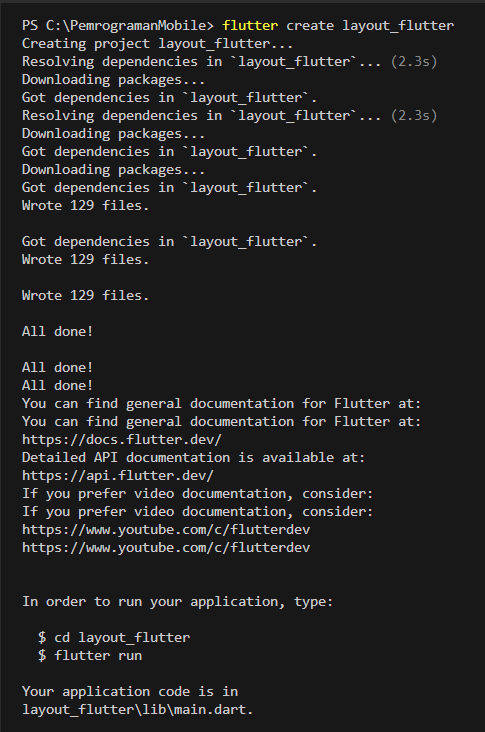 PS C:\PemrogramanMobile> flutter create layout_flutter
Creating project layout_flutter...
Resolving dependencies in `layout_flutter`... (2.3s)
Downloading packages...
Got dependencies in `layout_flutter`.
Resolving dependencies in `layout_flutter`... (2.3s)
Downloading packages...
Got dependencies in `layout_flutter`.
Downloading packages...
Got dependencies in `layout_flutter`.
Wrote 129 files.

Got dependencies in `layout_flutter`.
Wrote 129 files.

Wrote 129 files.

All done!

All done!
All done!
You can find general documentation for Flutter at:
You can find general documentation for Flutter at:
https://docs.flutter.dev/
Detailed API documentation is available at:
https://api.flutter.dev/
If you prefer video documentation, consider:
If you prefer video documentation, consider:
https://www.youtube.com/c/flutterdev
https://www.youtube.com/c/flutterdev


In order to run your application, type:

  $ cd layout_flutter
  $ flutter run

Your application code is in
layout_flutter\lib\main.dart.